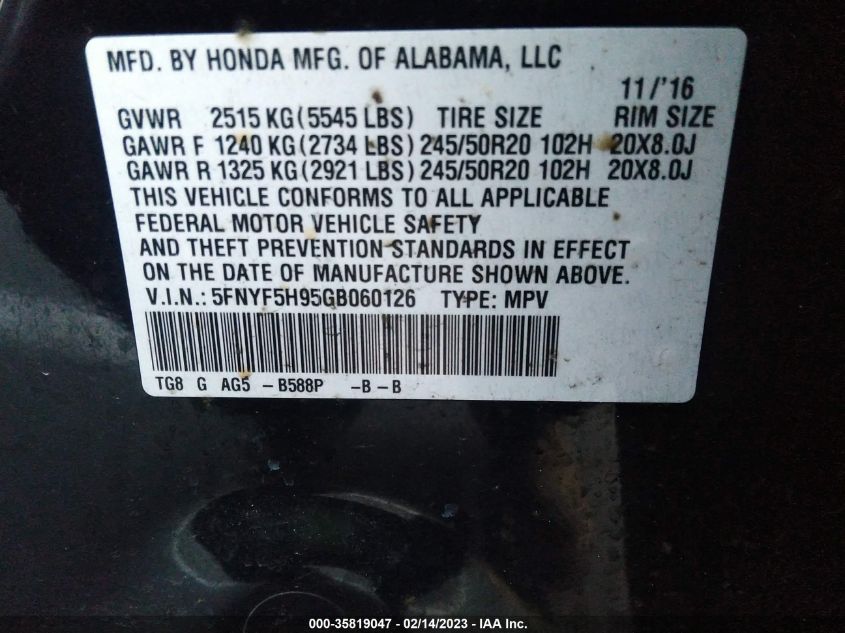 MFD. BY HONDA MFG. OF ALABAMA, LLC
11/'16
GVWR 2515 KG(5545 LBS) TIRE SIZE RIM SIZE
GAWR F 1240 KG(2734 LBS) 245/50R20 102H 20X8.0J
GAWR R 1325 KG(2921 LBS) 245/50R20 102H 20X8.0J
THIS VEHICLE CONFORMS TO ALL APPLICABLE
FEDERAL MOTOR VEHICLE SAFETY
AND THEFT PREVENTION STANDARDS IN EFFECT
ON THE DATE OF MANUFACTURE SHOWN ABOVE.
V.I.N.: 5FNYF5H95GB060126 TYPE: MPV
TG8 G AG5 -B588P -B-B
000-35819047 - 02/14/2023 - IAA Inc.